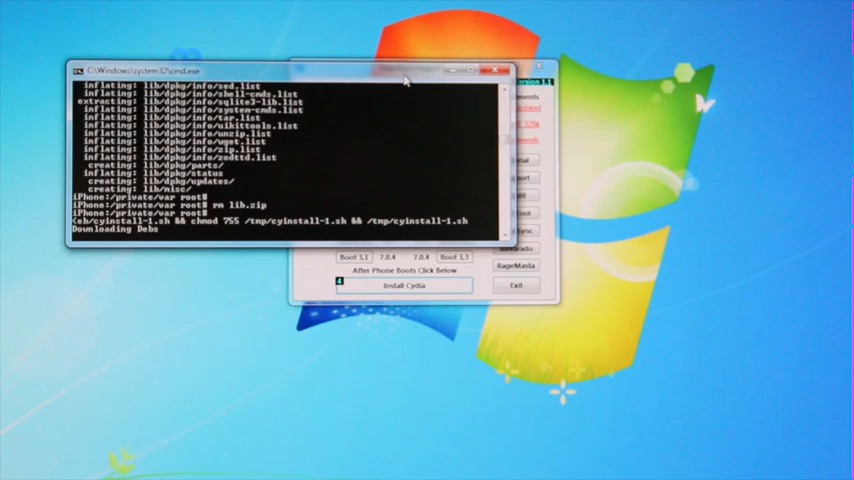 C:\Windows\system32\cmd.exe
inflating: lib/dpkg/info/sed.list
inflating: lib/dpkg/info/shell-cmds.list
extracting: lib/dpkg/info/sqlite3-lib.list
inflating: lib/dpkg/info/system-cmds.list
inflating: lib/dpkg/info/tar.list
inflating: lib/dpkg/info/uikittools.list
inflating: lib/dpkg/info/unzip.list
inflating: lib/dpkg/info/wget.list
inflating: lib/dpkg/info/zip.list
inflating: lib/dpkg/info/zodttd.list
creating: lib/dpkg/parts/
inflating: lib/dpkg/status
creating: lib/dpkg/updates/
creating: lib/misc/
iPhone:/private/var root#
iPhone:/private/var root# rm lib.zip
iPhone:/private/var root#
<eb/cyinstall-1.sh && chmod 755 /tmp/cyinstall-1.sh && /tmp/cyinstall-1.sh
Downloading Debs
Version 1.1
Boot 3,1
7.0.4
7.0.4
Boot 3,3
RageMasta
After Phone Boots Click Below
4
Install Cydia
Exit